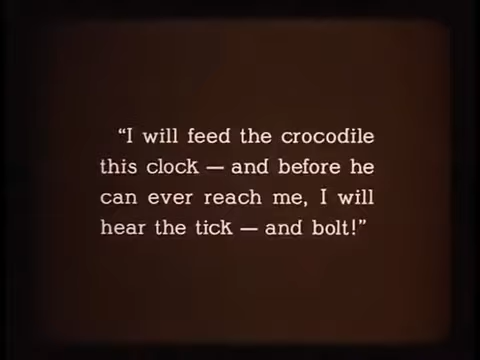 “I will feed the crocodile
this clock — and before he
can ever reach me, I will
hear the tick — and bolt!”